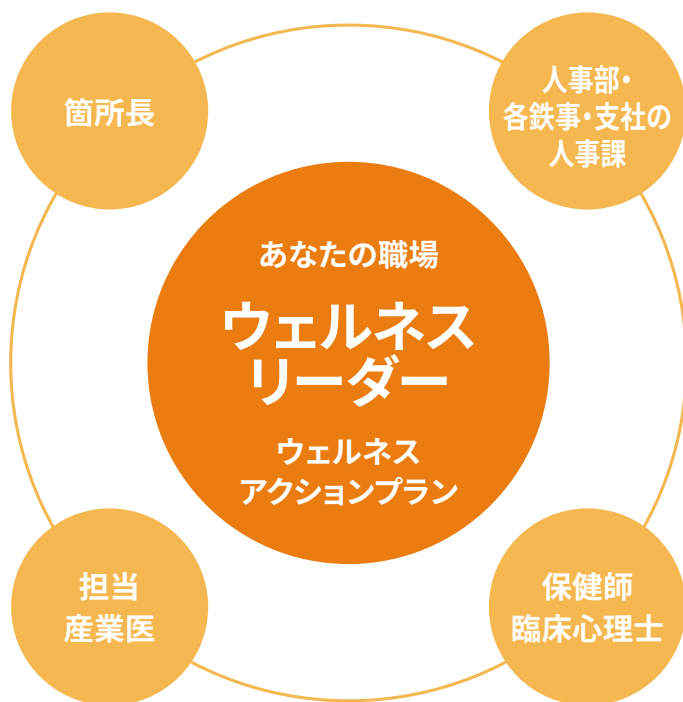 箇所長
人事部・
各鉄事・支社の
人事課
あなたの職場
ウェルネス
リーダー
ウェルネス
アクションプラン
担当
産業医
保健師
臨床心理士